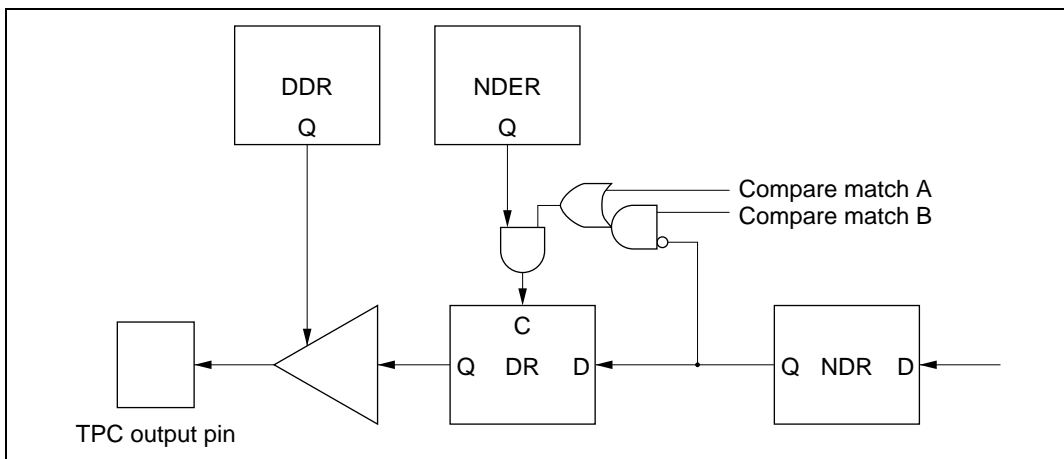 DDR
Q
NDER
Q
Compare match A
Compare match B
C
Q DR D
Q NDR D
TPC output pin